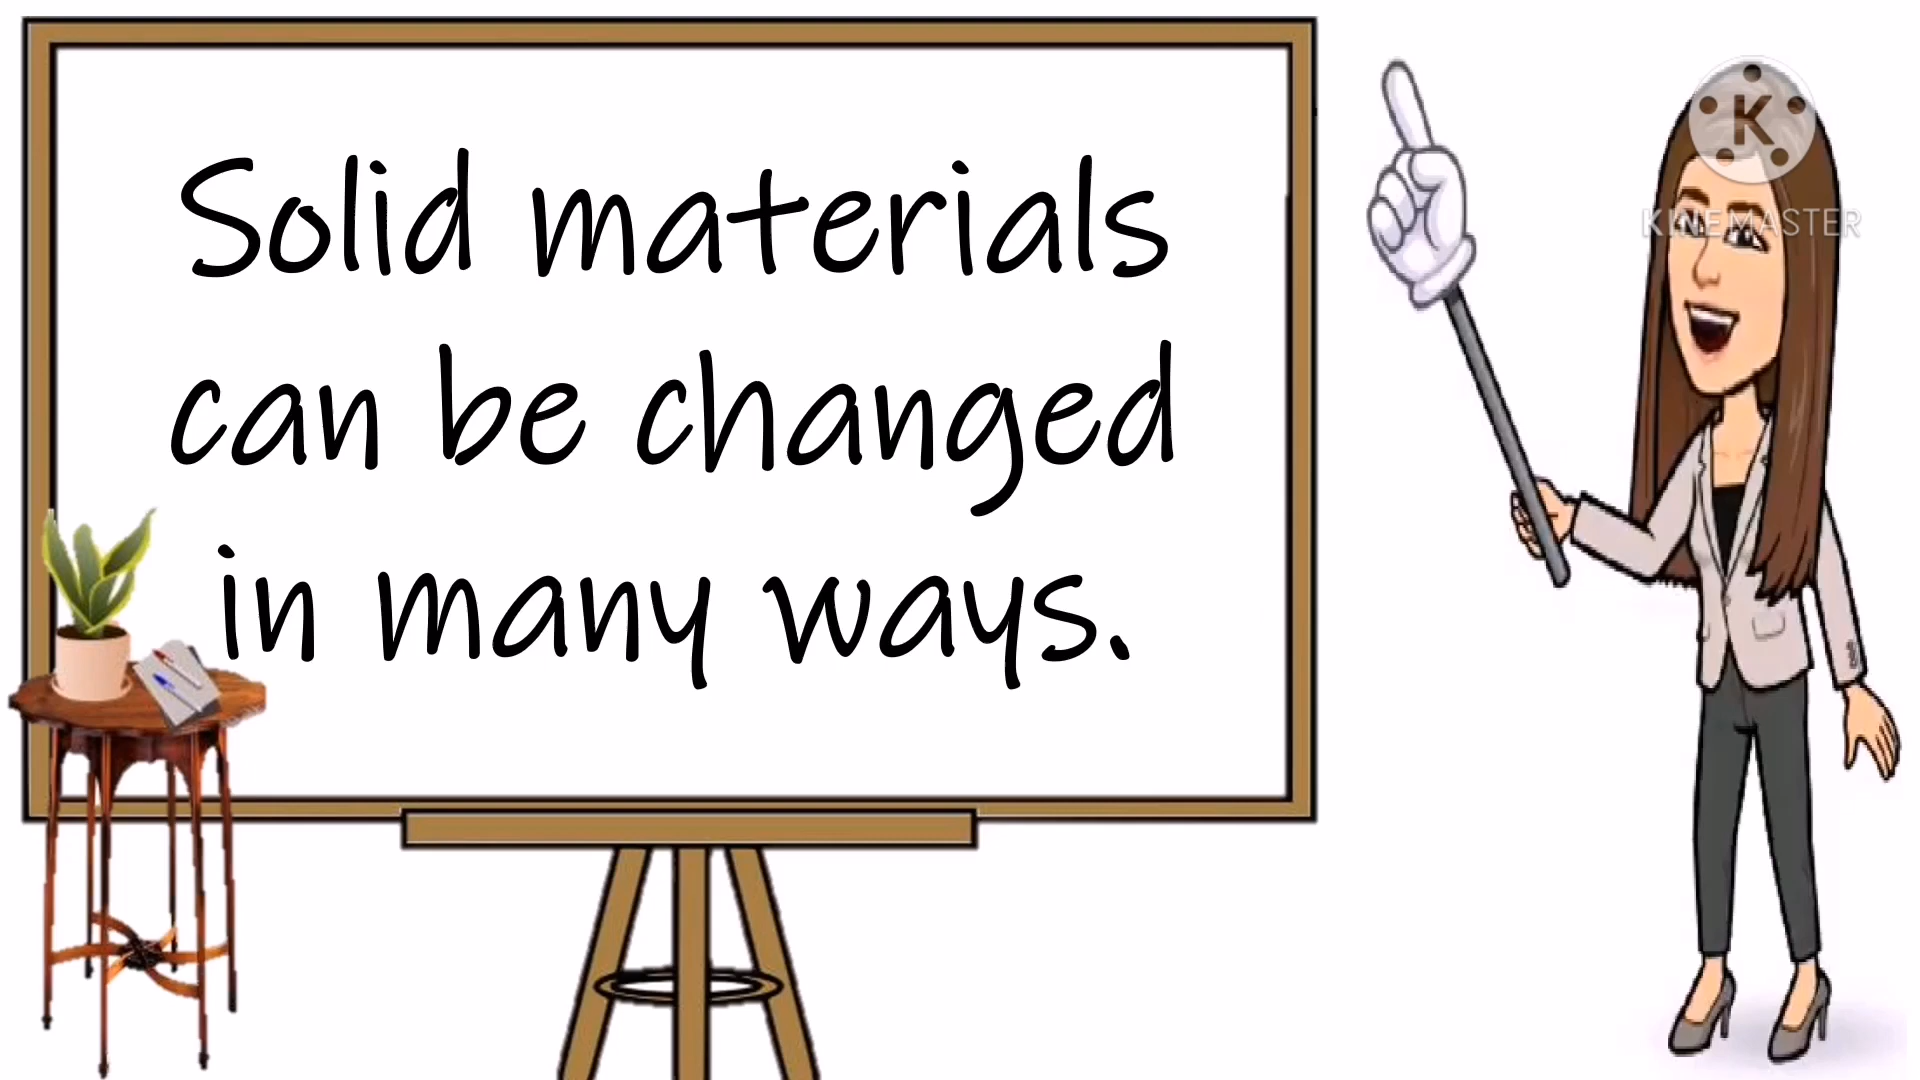 Solid materials
can be changed
in many ways.
K
KINEMASTER